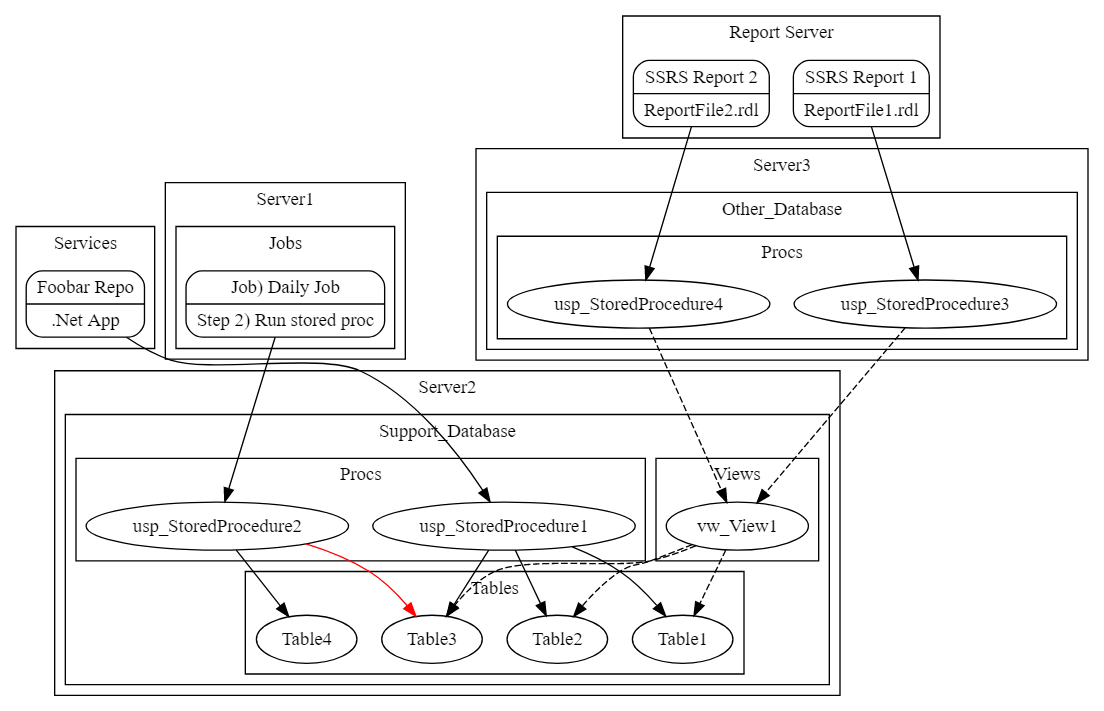 Report Server
SSRS Report 2
ReportFile2.rdl
SSRS Report 1
ReportFile1.rdl
Server3
Other_Database
Procs
usp_StoredProcedure4
usp_StoredProcedure3
Server1
Jobs
Job) Daily Job
Step 2) Run stored proc
Services
Foobar Repo
.Net App
Server2
Support_Database
Procs
usp_StoredProcedure2
usp_StoredProcedure1
Views
vw_View1
Tables
Table4
Table3
Table2
Table1